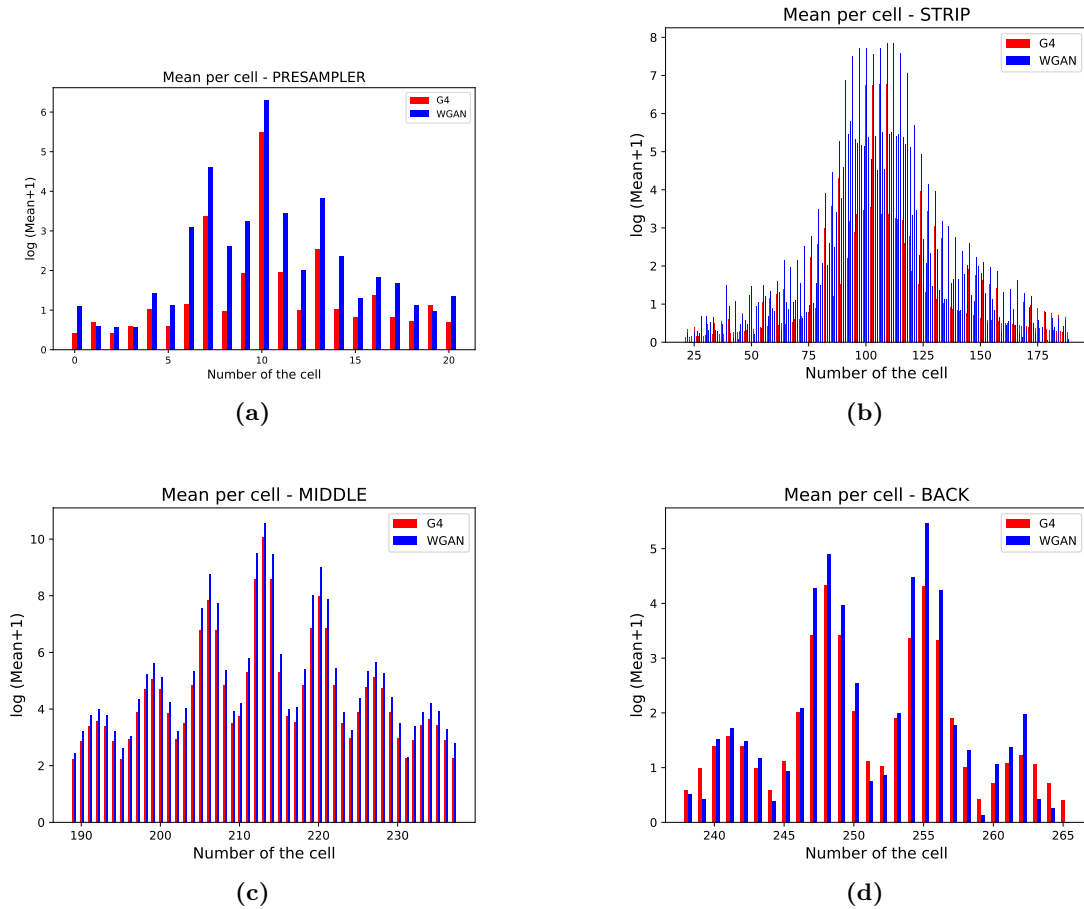 Mean per cell - PRESAMPLER
G4
WGAN
log (Mean+1)
6
5
4
3
2
1
0
0 5 10 15 20
Number of the cell
(a)
Mean per cell - STRIP
G4
WGAN
log (Mean+1)
8
7
6
5
4
3
2
1
0
25 50 75 100 125 150 175
Number of the cell
(b)
Mean per cell - MIDDLE
G4
WGAN
log (Mean+1)
10
8
6
4
2
0
190 200 210 220 230
Number of the cell
(c)
Mean per cell - BACK
G4
WGAN
log (Mean+1)
5
4
3
2
1
0
240 245 250 255 260 265
Number of the cell
(d)